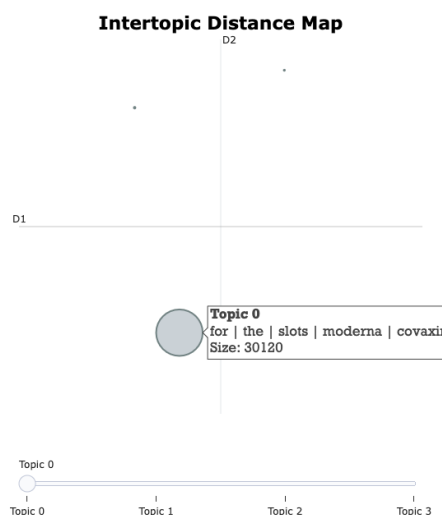 Intertopic Distance Map
D2
D1
Topic 0
for | the | slots | moderna | covaxin
Size: 30120
Topic 0
Topic 0 Topic 1 Topic 2 Topic 3